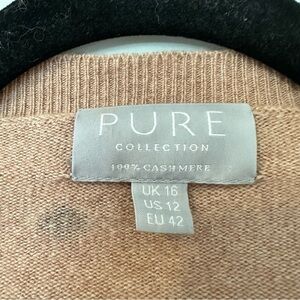 PURE
COLLECTION
100% CASHMERE
UK 16
US 12
EU 42